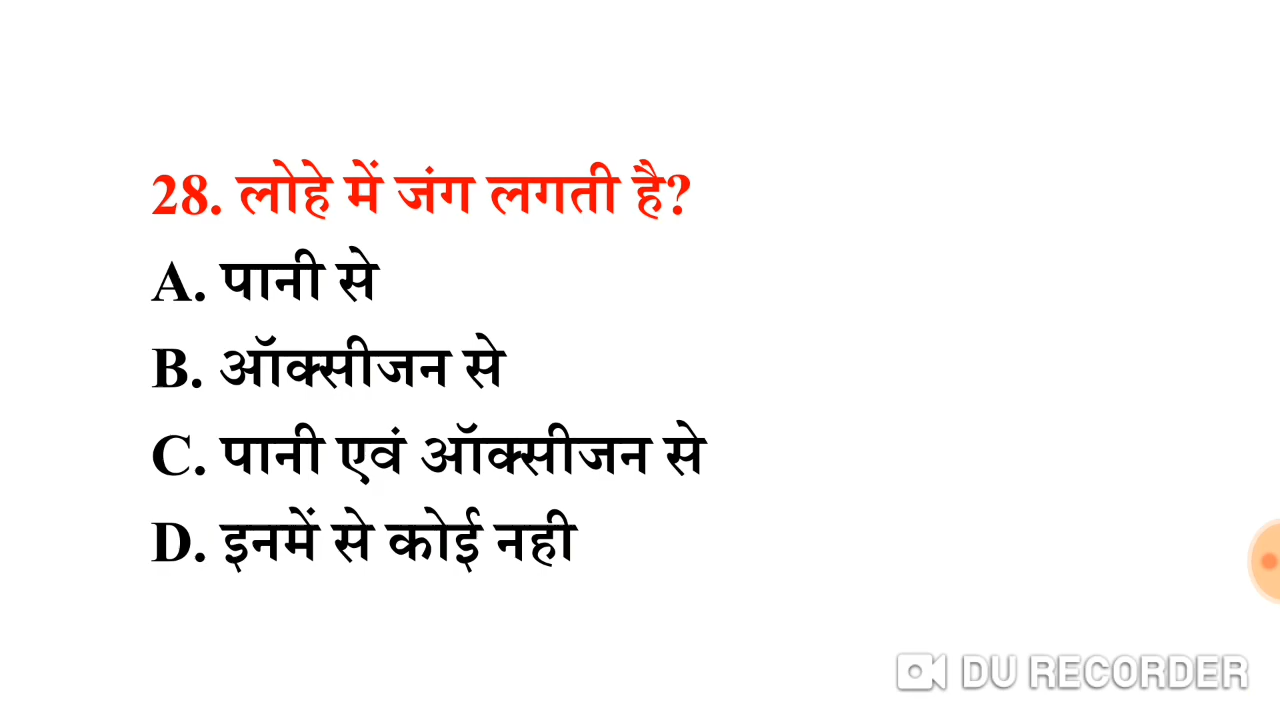 28. लोहे में जंग लगती है?
A. पानी से
B. ऑक्सीजन से
C. पानी एवं ऑक्सीजन से
D. इनमें से कोई नही
DU RECORDER